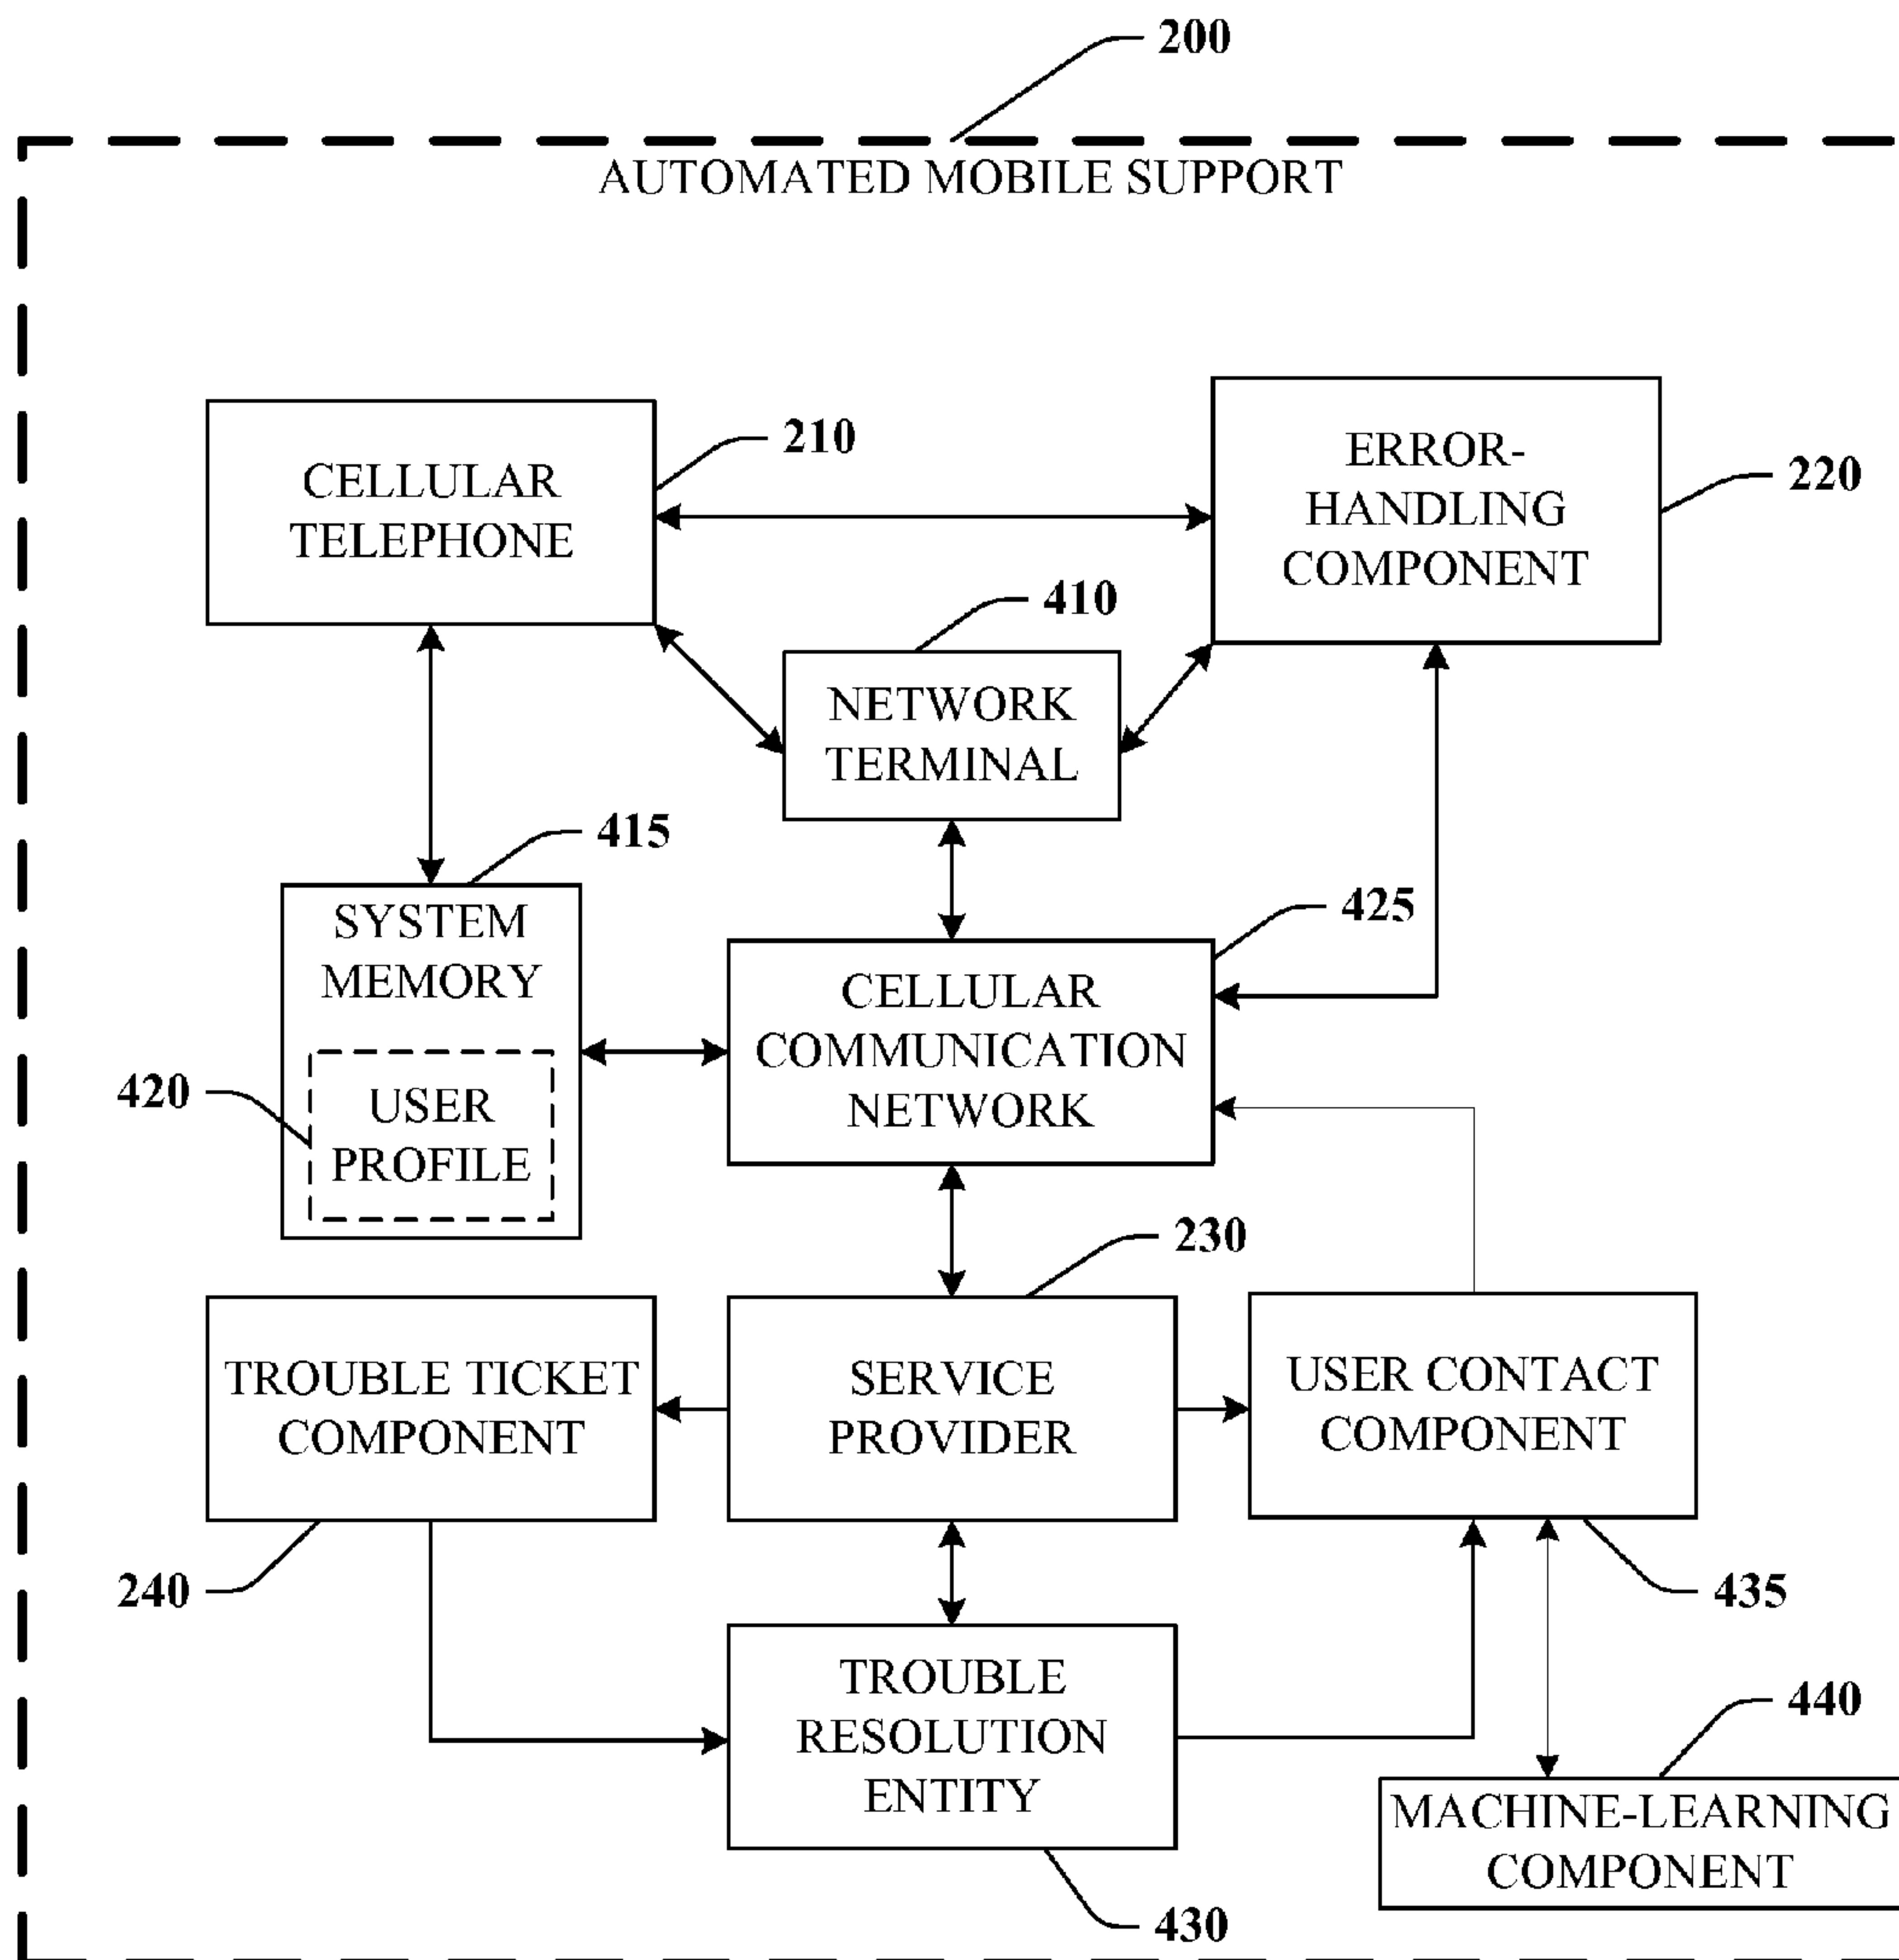 200
AUTOMATED MOBILE SUPPORT
CELLULAR
TELEPHONE
210
ERROR-
HANDLING
COMPONENT
220
410
NETWORK
TERMINAL
415
SYSTEM
MEMORY
425
CELLULAR
COMMUNICATION
NETWORK
420
USER
PROFILE
230
TROUBLE TICKET
COMPONENT
SERVICE
PROVIDER
USER CONTACT
COMPONENT
240
435
TROUBLE
RESOLUTION
ENTITY
440
MACHINE-LEARNING
COMPONENT
430